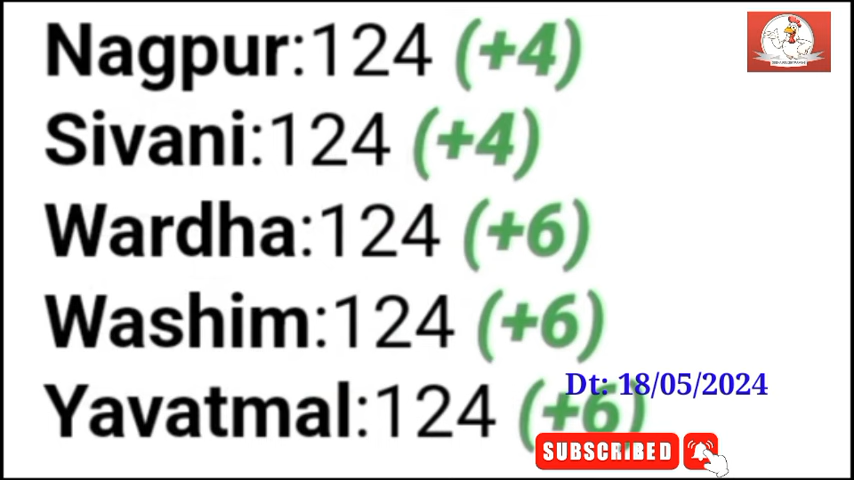 Nagpur:124 (+4)
Sivani:124 (+4)
Wardha:124 (+6)
Washim:124 (+6)
Dt: 18/05/2024
Yavatmal:124 (+6)
SUBSCRIBED